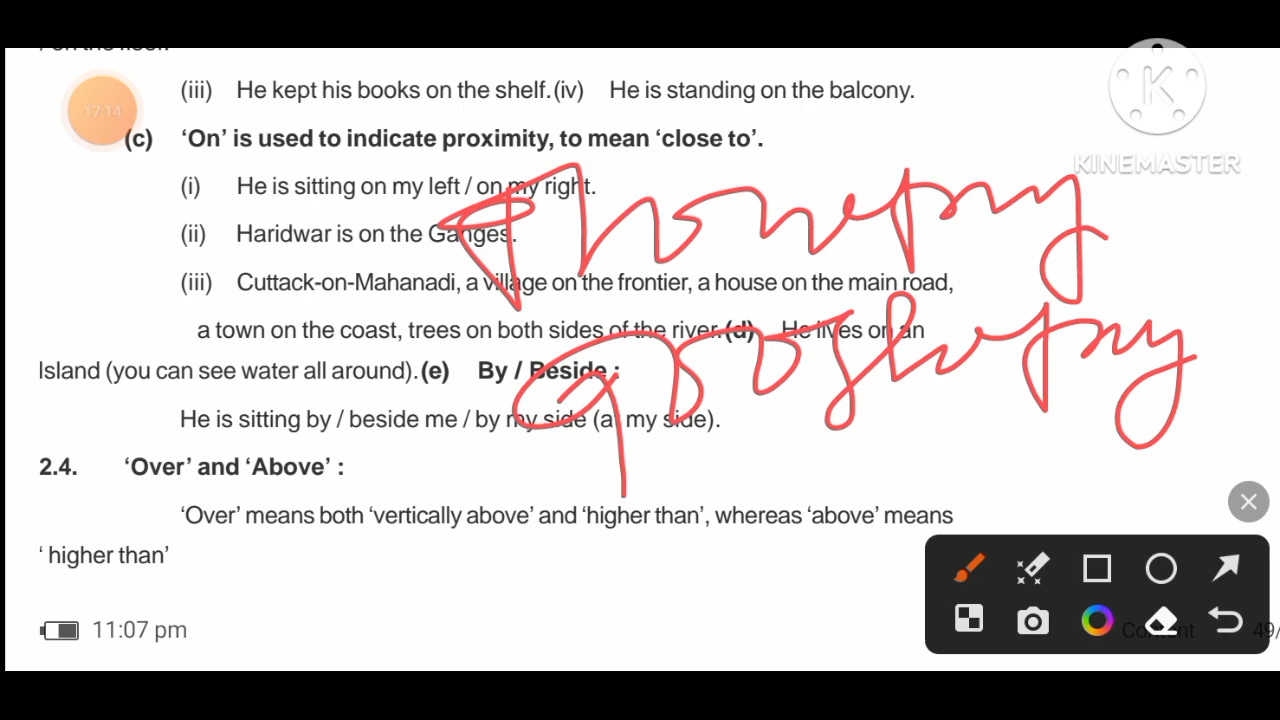 (iii) He kept his books on the shelf. (iv) He is standing on the balcony.
17:14
KINEMASTER
(c) ‘On’ is used to indicate proximity, to mean ‘close to’.
(i) He is sitting on my left / on my right.
(ii) Haridwar is on the Ganges.
(iii) Cuttack-on-Mahanadi, a village on the frontier, a house on the main road,
a town on the coast, trees on both sides of the river. (d) He lives on an
Island (you can see water all around). (e) By / Beside :
He is sitting by / beside me / by my side (at my side).
2.4. ‘Over’ and ‘Above’ :
‘Over’ means both ‘vertically above’ and ‘higher than’, whereas ‘above’ means
‘ higher than’
11:07 pm
Content 49/